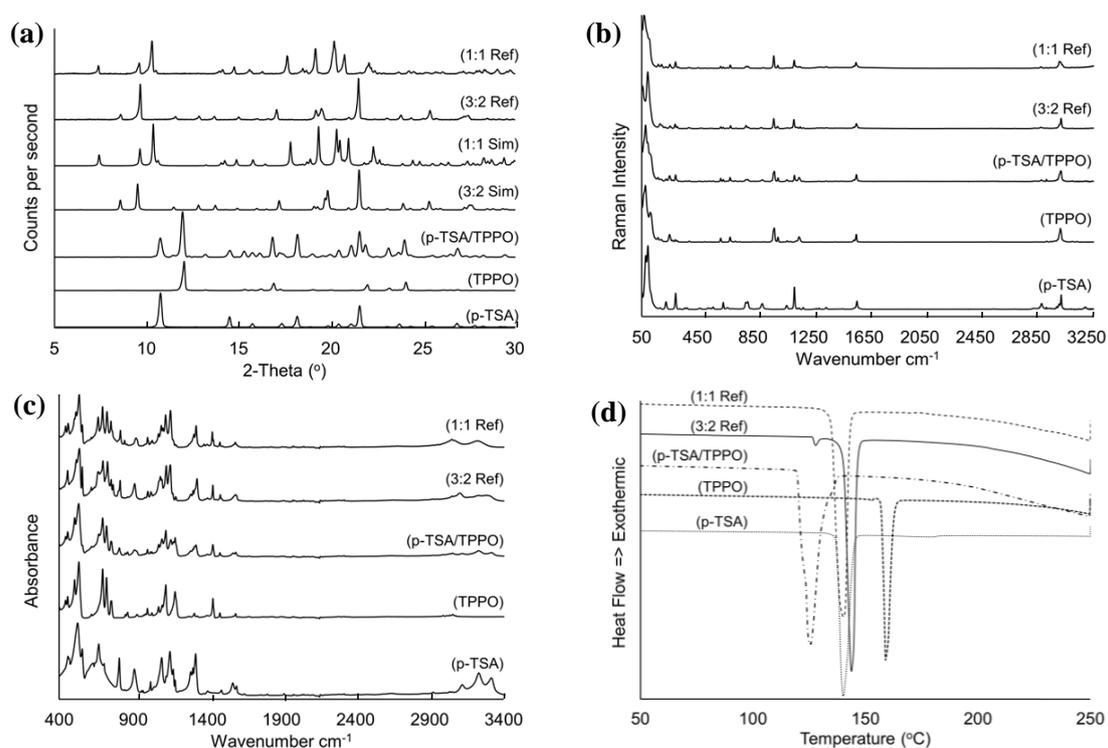 (a)
Counts per second
(1:1 Ref)
(3:2 Ref)
(1:1 Sim)
(3:2 Sim)
(p-TSA/TPPO)
(TPPO)
(p-TSA)
5 10 15 20 25 30
2-Theta (°)
(b)
Raman Intensity
(1:1 Ref)
(3:2 Ref)
(p-TSA/TPPO)
(TPPO)
(p-TSA)
50 450 850 1250 1650 2050 2450 2850 3250
Wavenumber cm⁻¹
(c)
Absorbance
(1:1 Ref)
(3:2 Ref)
(p-TSA/TPPO)
(TPPO)
(p-TSA)
400 900 1400 2400 2900 3400
Wavenumber cm⁻¹
(d)
Heat Flow => Exothermic
(1:1 Ref)
(3:2 Ref)
(p-TSA/TPPO)
(TPPO)
(p-TSA)
50 100 150 200 250
Temperature (°C)